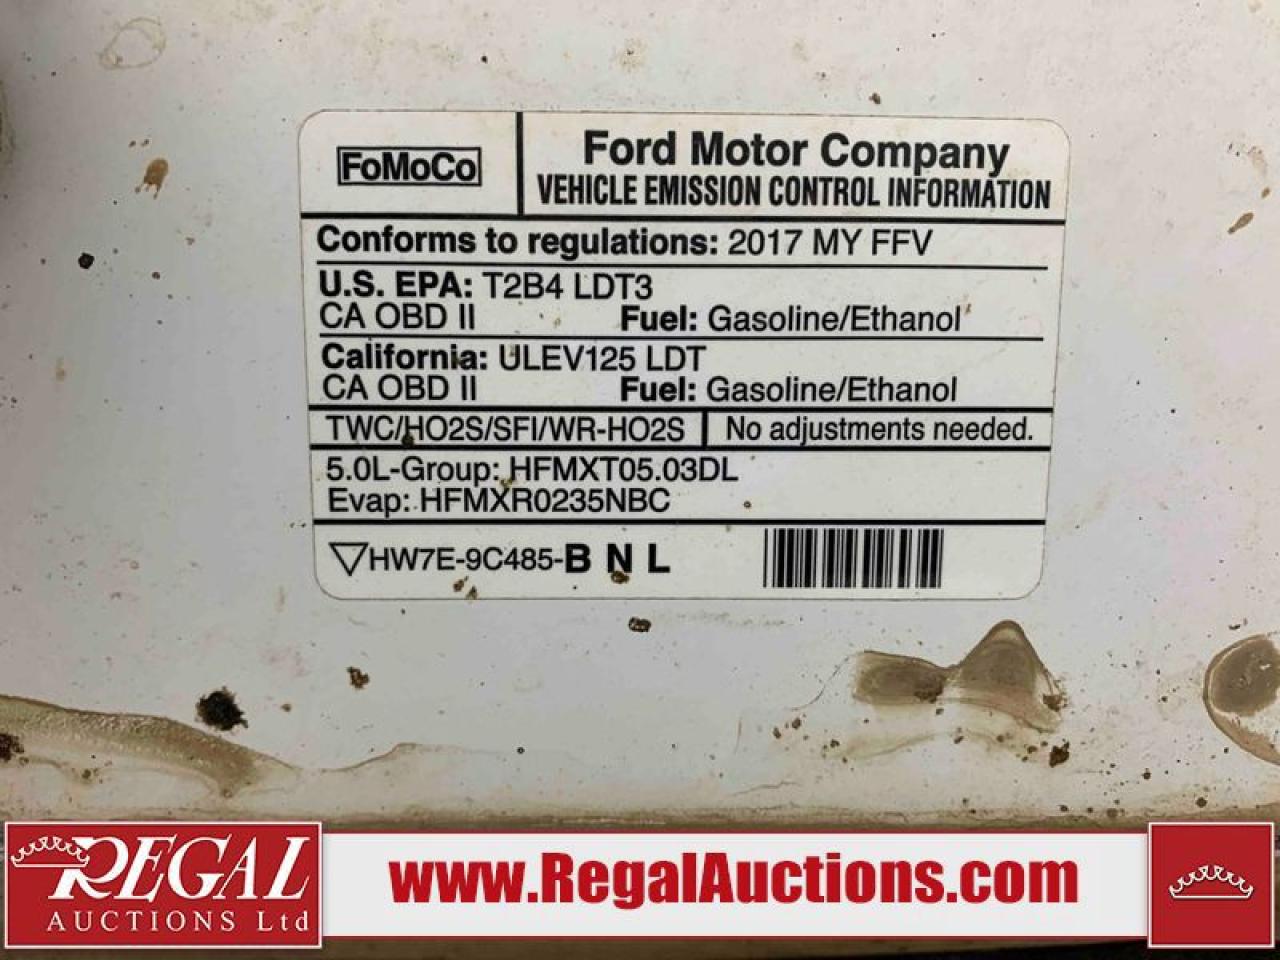 FoMoCo
Ford Motor Company
VEHICLE EMISSION CONTROL INFORMATION
Conforms to regulations: 2017 MY FFV
U.S. EPA: T2B4 LDT3
CA OBD II Fuel: Gasoline/Ethanol
California: ULEV125 LDT
CA OBD II Fuel: Gasoline/Ethanol
TWC/HO2S/SFI/WR-HO2S No adjustments needed.
5.0L-Group: HFMXT05.03DL
Evap: HFMXR0235NBC
HW7E-9C485-B N L
REGAL
AUCTIONS Ltd
www.RegalAuctions.com